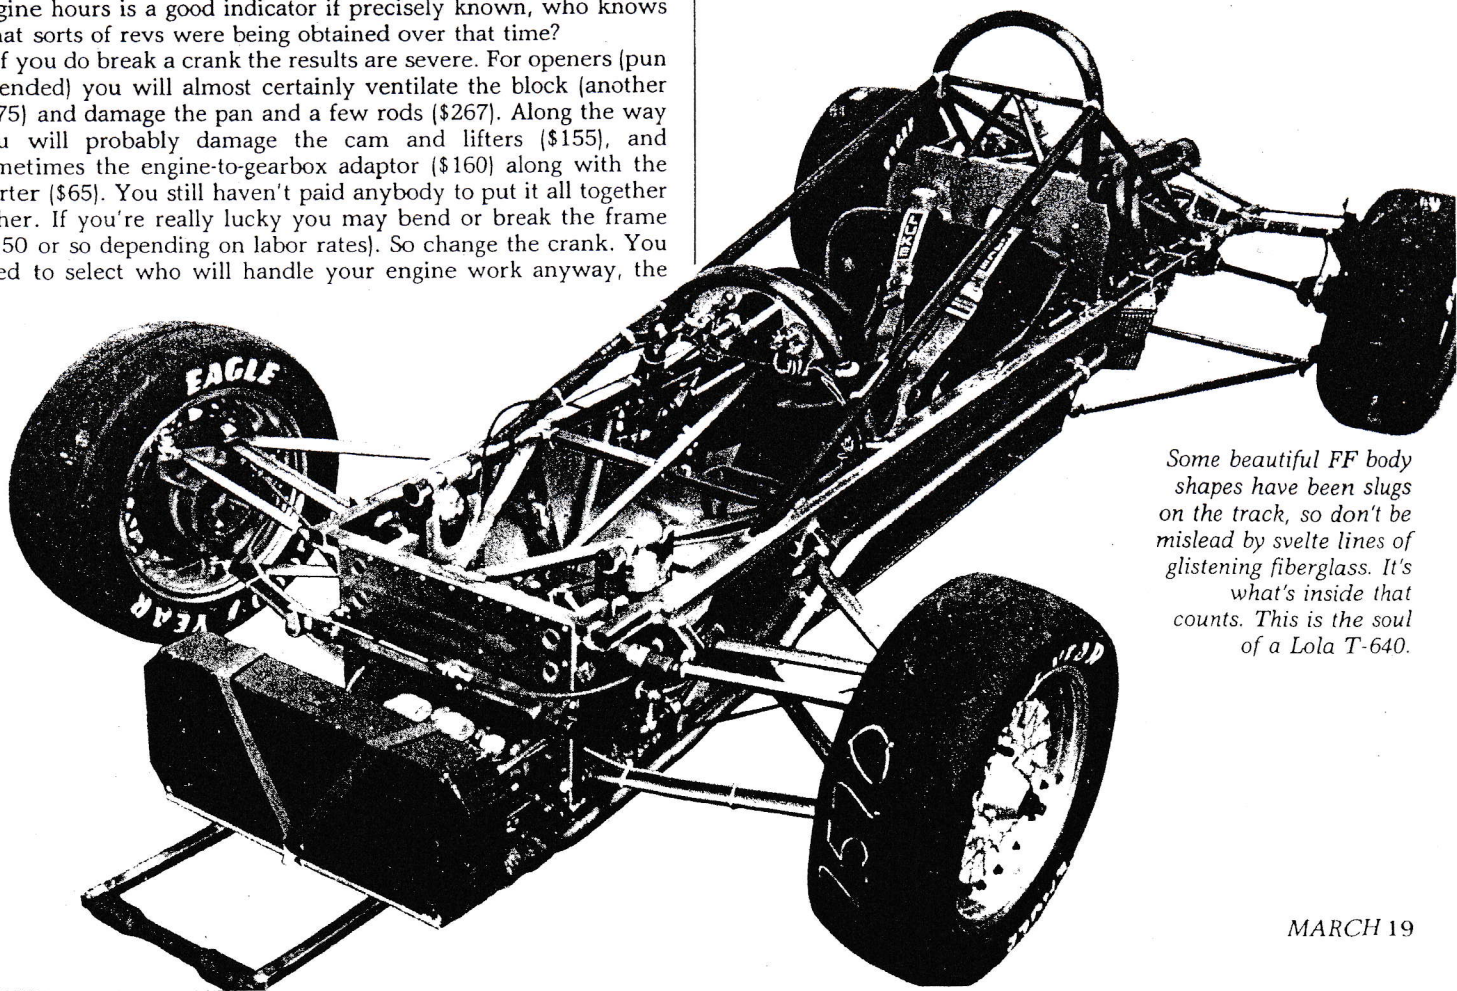 gine hours is a good indicator if precisely known, who knows
at sorts of revs were being obtained over that time?
f you do break a crank the results are severe. For openers (pun
ended) you will almost certainly ventilate the block (another
75) and damage the pan and a few rods ($267). Along the way
u will probably damage the cam and lifters ($155), and
metimes the engine-to-gearbox adaptor ($160) along with the
rter ($65). You still haven't paid anybody to put it all together
her. If you're really lucky you may bend or break the frame
50 or so depending on labor rates). So change the crank. You
ed to select who will handle your engine work anyway, the
LUKE
EAGLE
YEAR
Some beautiful FF body
shapes have been slugs
on the track, so don't be
mislead by svelte lines of
glistening fiberglass. It's
what's inside that
counts. This is the soul
of a Lola T-640.
MARCH 19